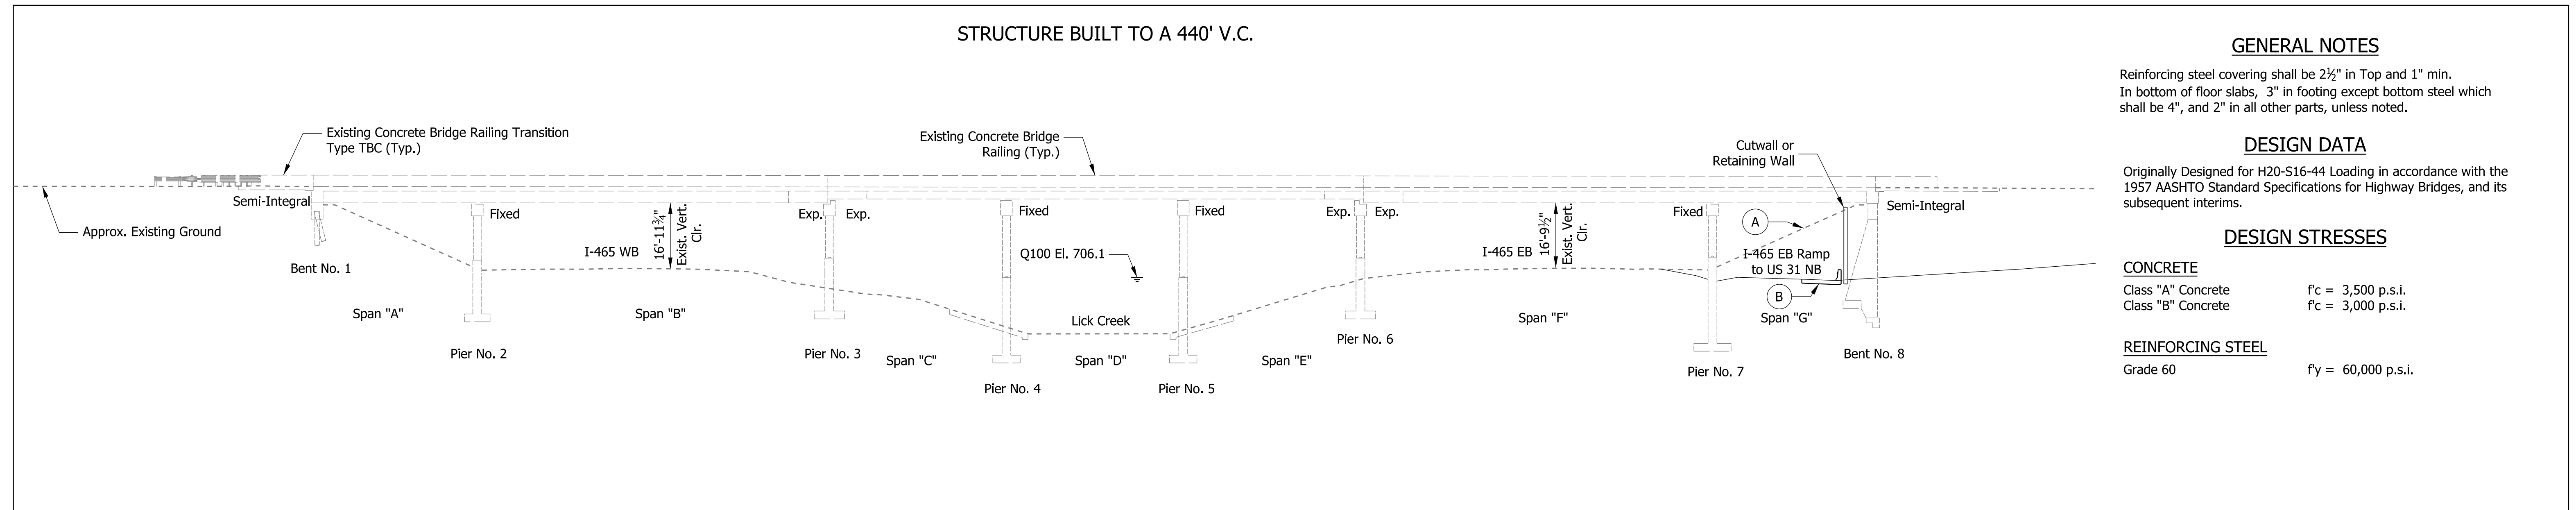 STRUCTURE BUILT TO A 440' V.C.
Existing Concrete Bridge Railing Transition
Type TBC (Typ.)
Existing Concrete Bridge
Railing (Typ.)
Cutwall or
Retaining Wall
Semi-Integral
Fixed
Exp.
Exp.
Fixed
Fixed
Exp.
Exp.
Fixed
Semi-Integral
Approx. Existing Ground
Bent No. 1
I-465 WB
16'-11¾"
Exist. Vert.
Clr.
Q100 El. 706.1
I-465 EB
16'-9½"
Exist. Vert.
Clr.
A
I-465 EB Ramp
to US 31 NB
B
Span "A"
Span "B"
Lick Creek
Span "F"
Span "G"
Pier No. 2
Pier No. 3
Span "C"
Span "D"
Span "E"
Pier No. 6
Bent No. 8
Pier No. 4
Pier No. 5
Pier No. 7
GENERAL NOTES
Reinforcing steel covering shall be 2½" in Top and 1" min.
In bottom of floor slabs, 3" in footing except bottom steel which
shall be 4", and 2" in all other parts, unless noted.
DESIGN DATA
Originally Designed for H20-S16-44 Loading in accordance with the
1957 AASHTO Standard Specifications for Highway Bridges, and its
subsequent interims.
DESIGN STRESSES
CONCRETE
Class "A" Concrete f'c = 3,500 p.s.i.
Class "B" Concrete f'c = 3,000 p.s.i.
REINFORCING STEEL
Grade 60 f'y = 60,000 p.s.i.